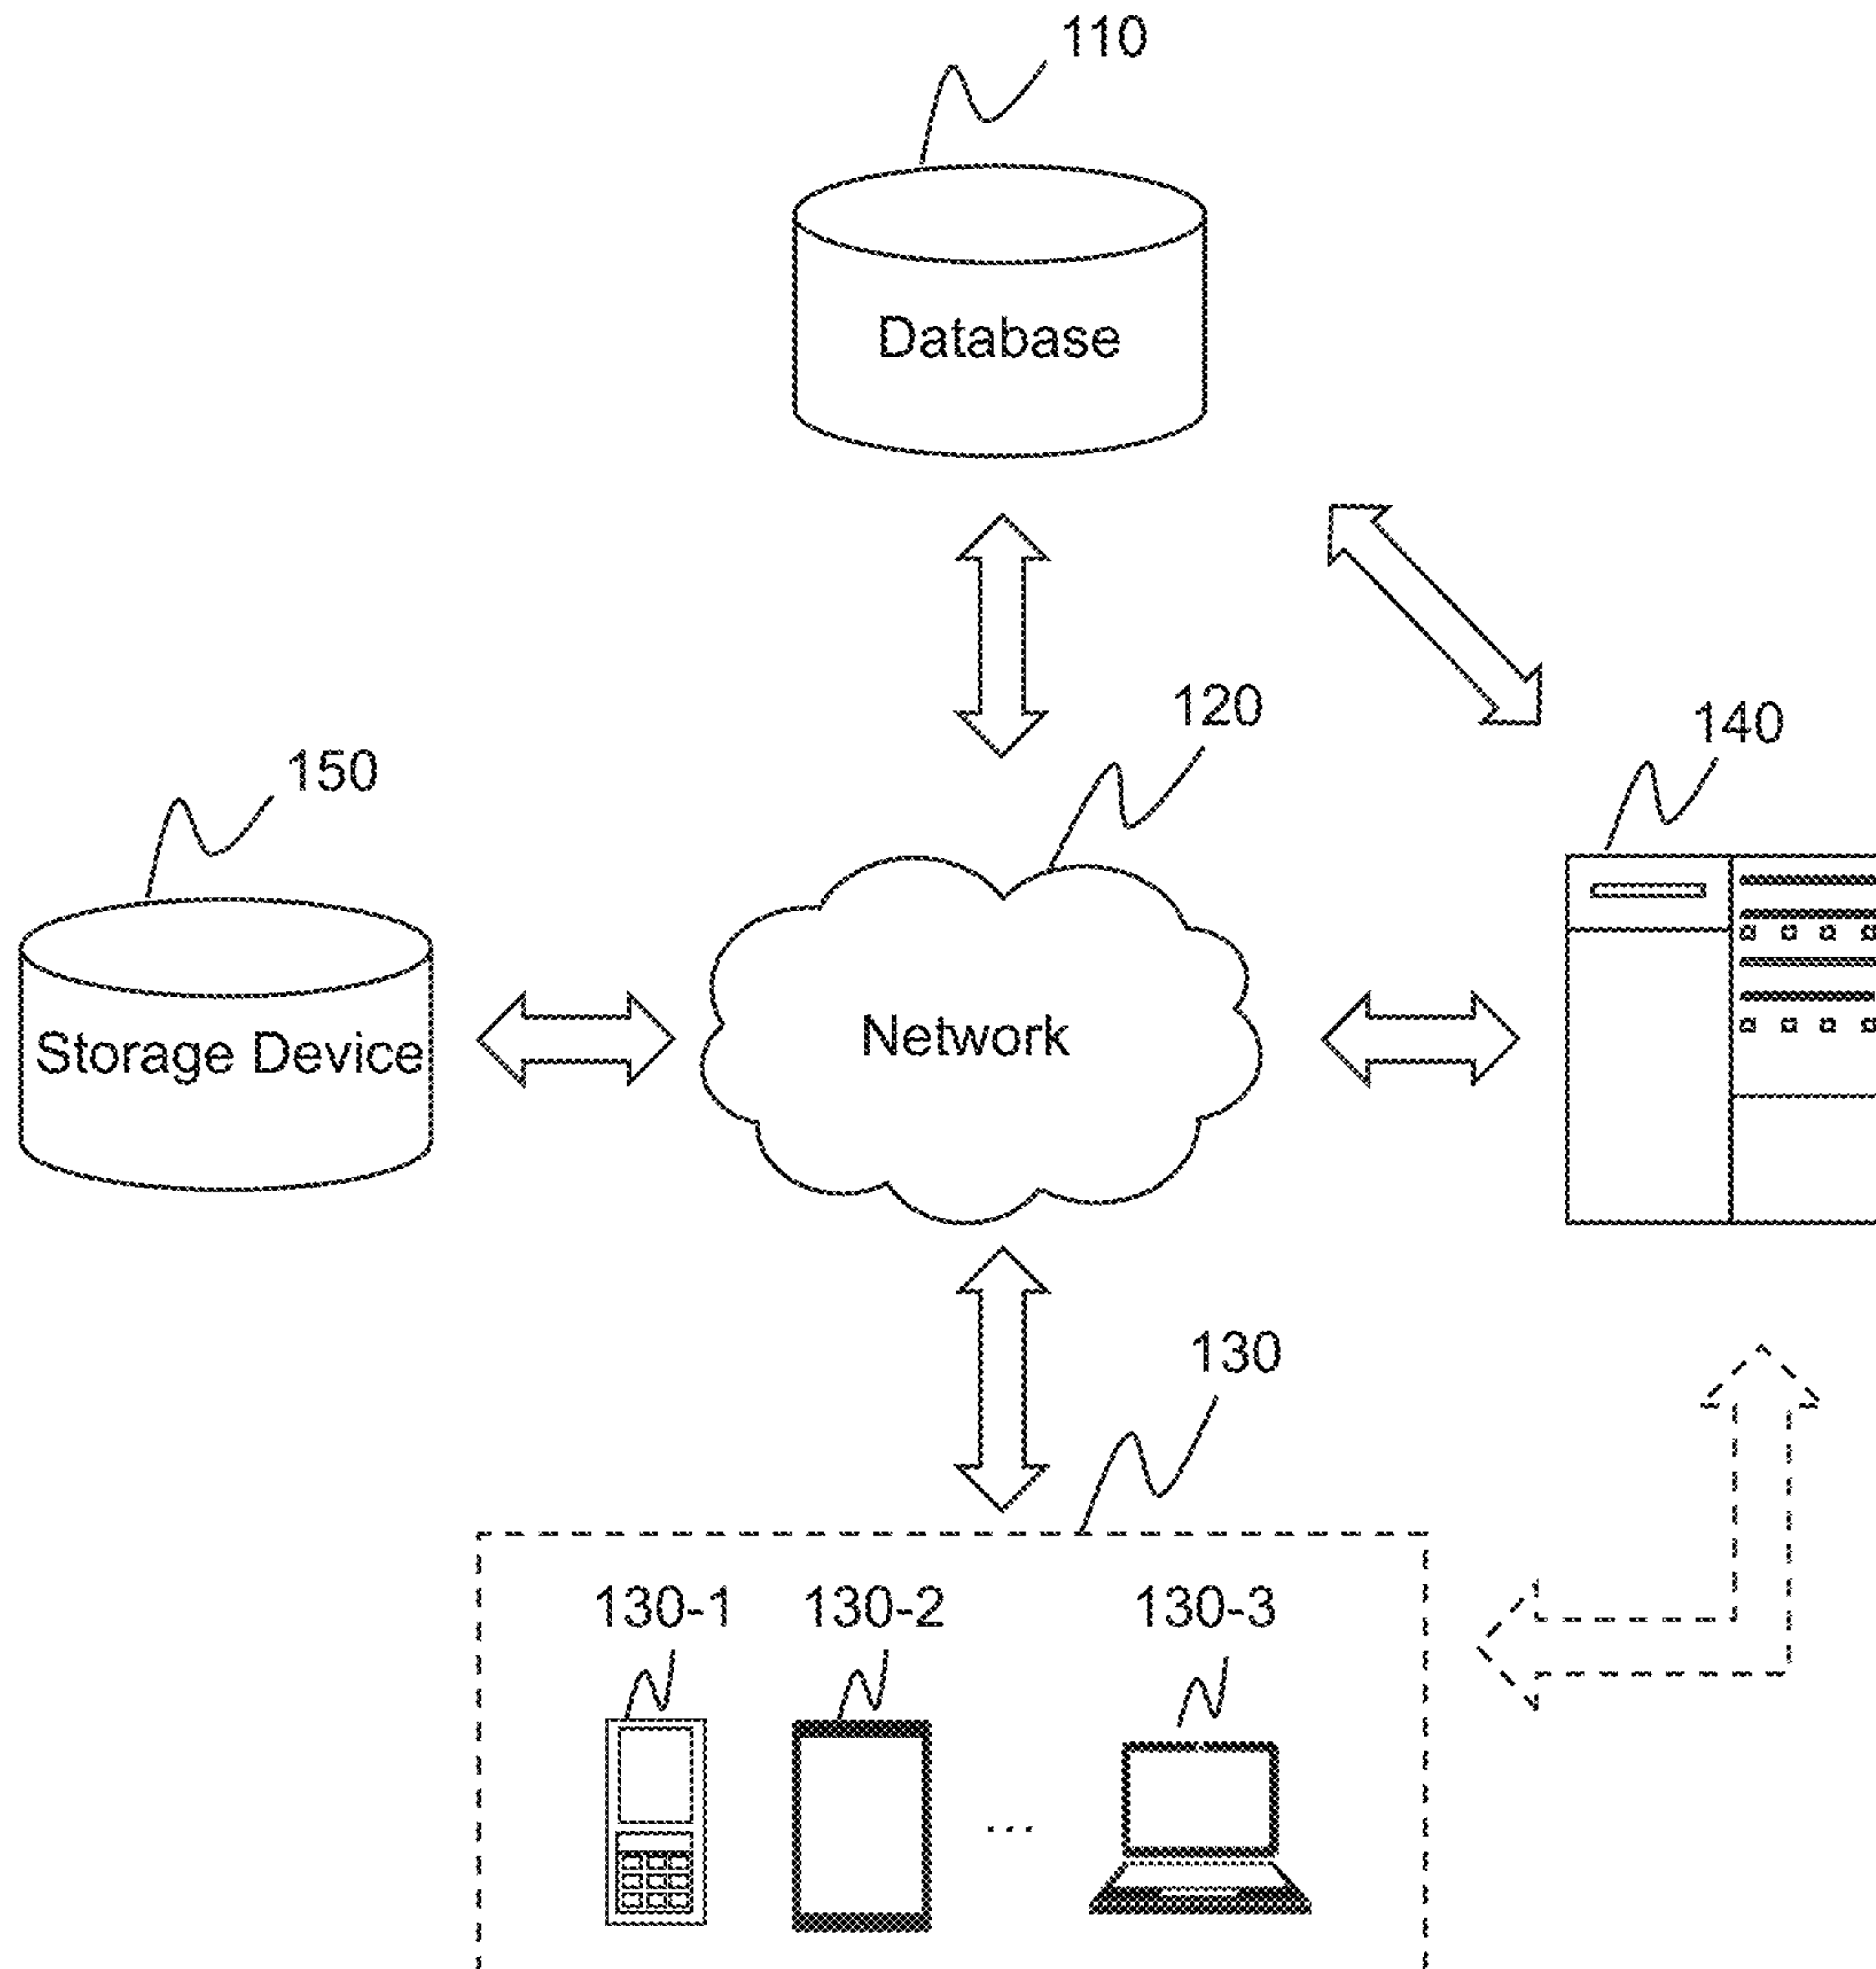 110
Database
120
140
150
Network
Storage Device
130
130-1 130-2 130-3
...